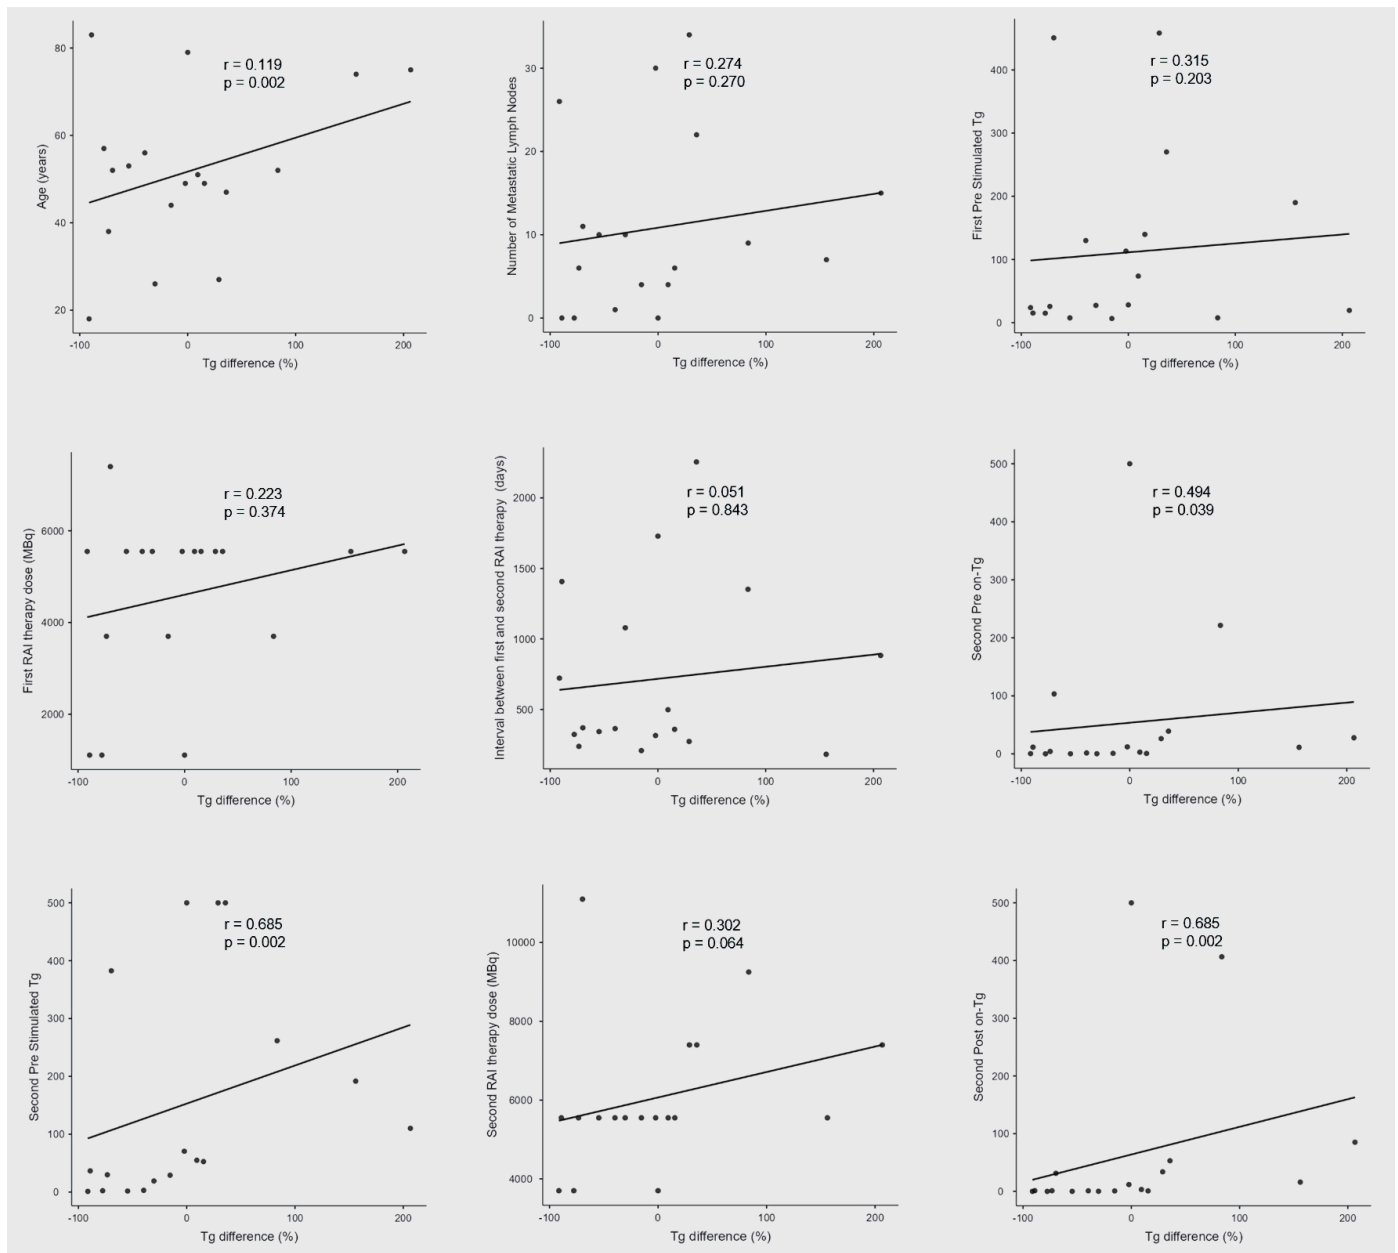 80
60
40
20
-100
0
100
200
Age (years)
Tg difference (%)
r = 0.119
p = 0.002
30
20
10
0
-100
0
100
200
Number of Metastatic Lymph Nodes
Tg difference (%)
r = 0.274
p = 0.270
400
300
200
100
0
-100
0
100
200
First Pre Stimulated Tg
Tg difference (%)
r = 0.315
p = 0.203
6000
4000
2000
-100
0
100
200
First RAI therapy dose (MBq)
Tg difference (%)
r = 0.223
p = 0.374
2000
1500
1000
500
-100
0
100
200
Interval between first and second RAI therapy (days)
Tg difference (%)
r = 0.051
p = 0.843
500
400
300
200
100
0
-100
0
100
200
Second Pre on-Tg
Tg difference (%)
r = 0.494
p = 0.039
500
400
300
200
100
0
-100
0
100
200
Second Pre Stimulated Tg
Tg difference (%)
r = 0.685
p = 0.002
10000
8000
6000
4000
-100
0
100
200
Second RAI therapy dose (MBq)
Tg difference (%)
r = 0.302
p = 0.064
500
400
300
200
100
0
-100
0
100
200
Second Post on-Tg
Tg difference (%)
r = 0.685
p = 0.002